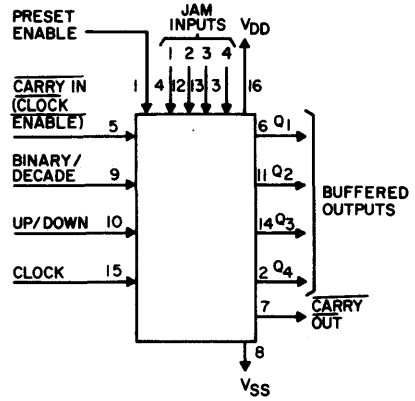 PRESET
ENABLE
JAM
INPUTS
1 2 3 4
VDD
1 4 12 13 3 16
CARRY IN
(CLOCK
ENABLE)
5
6 Q1
BINARY/
DECADE
9
11 Q2
BUFFERED
OUTPUTS
UP/DOWN 10
14 Q3
CLOCK 15
2 Q4
7 CARRY
OUT
8
VSS